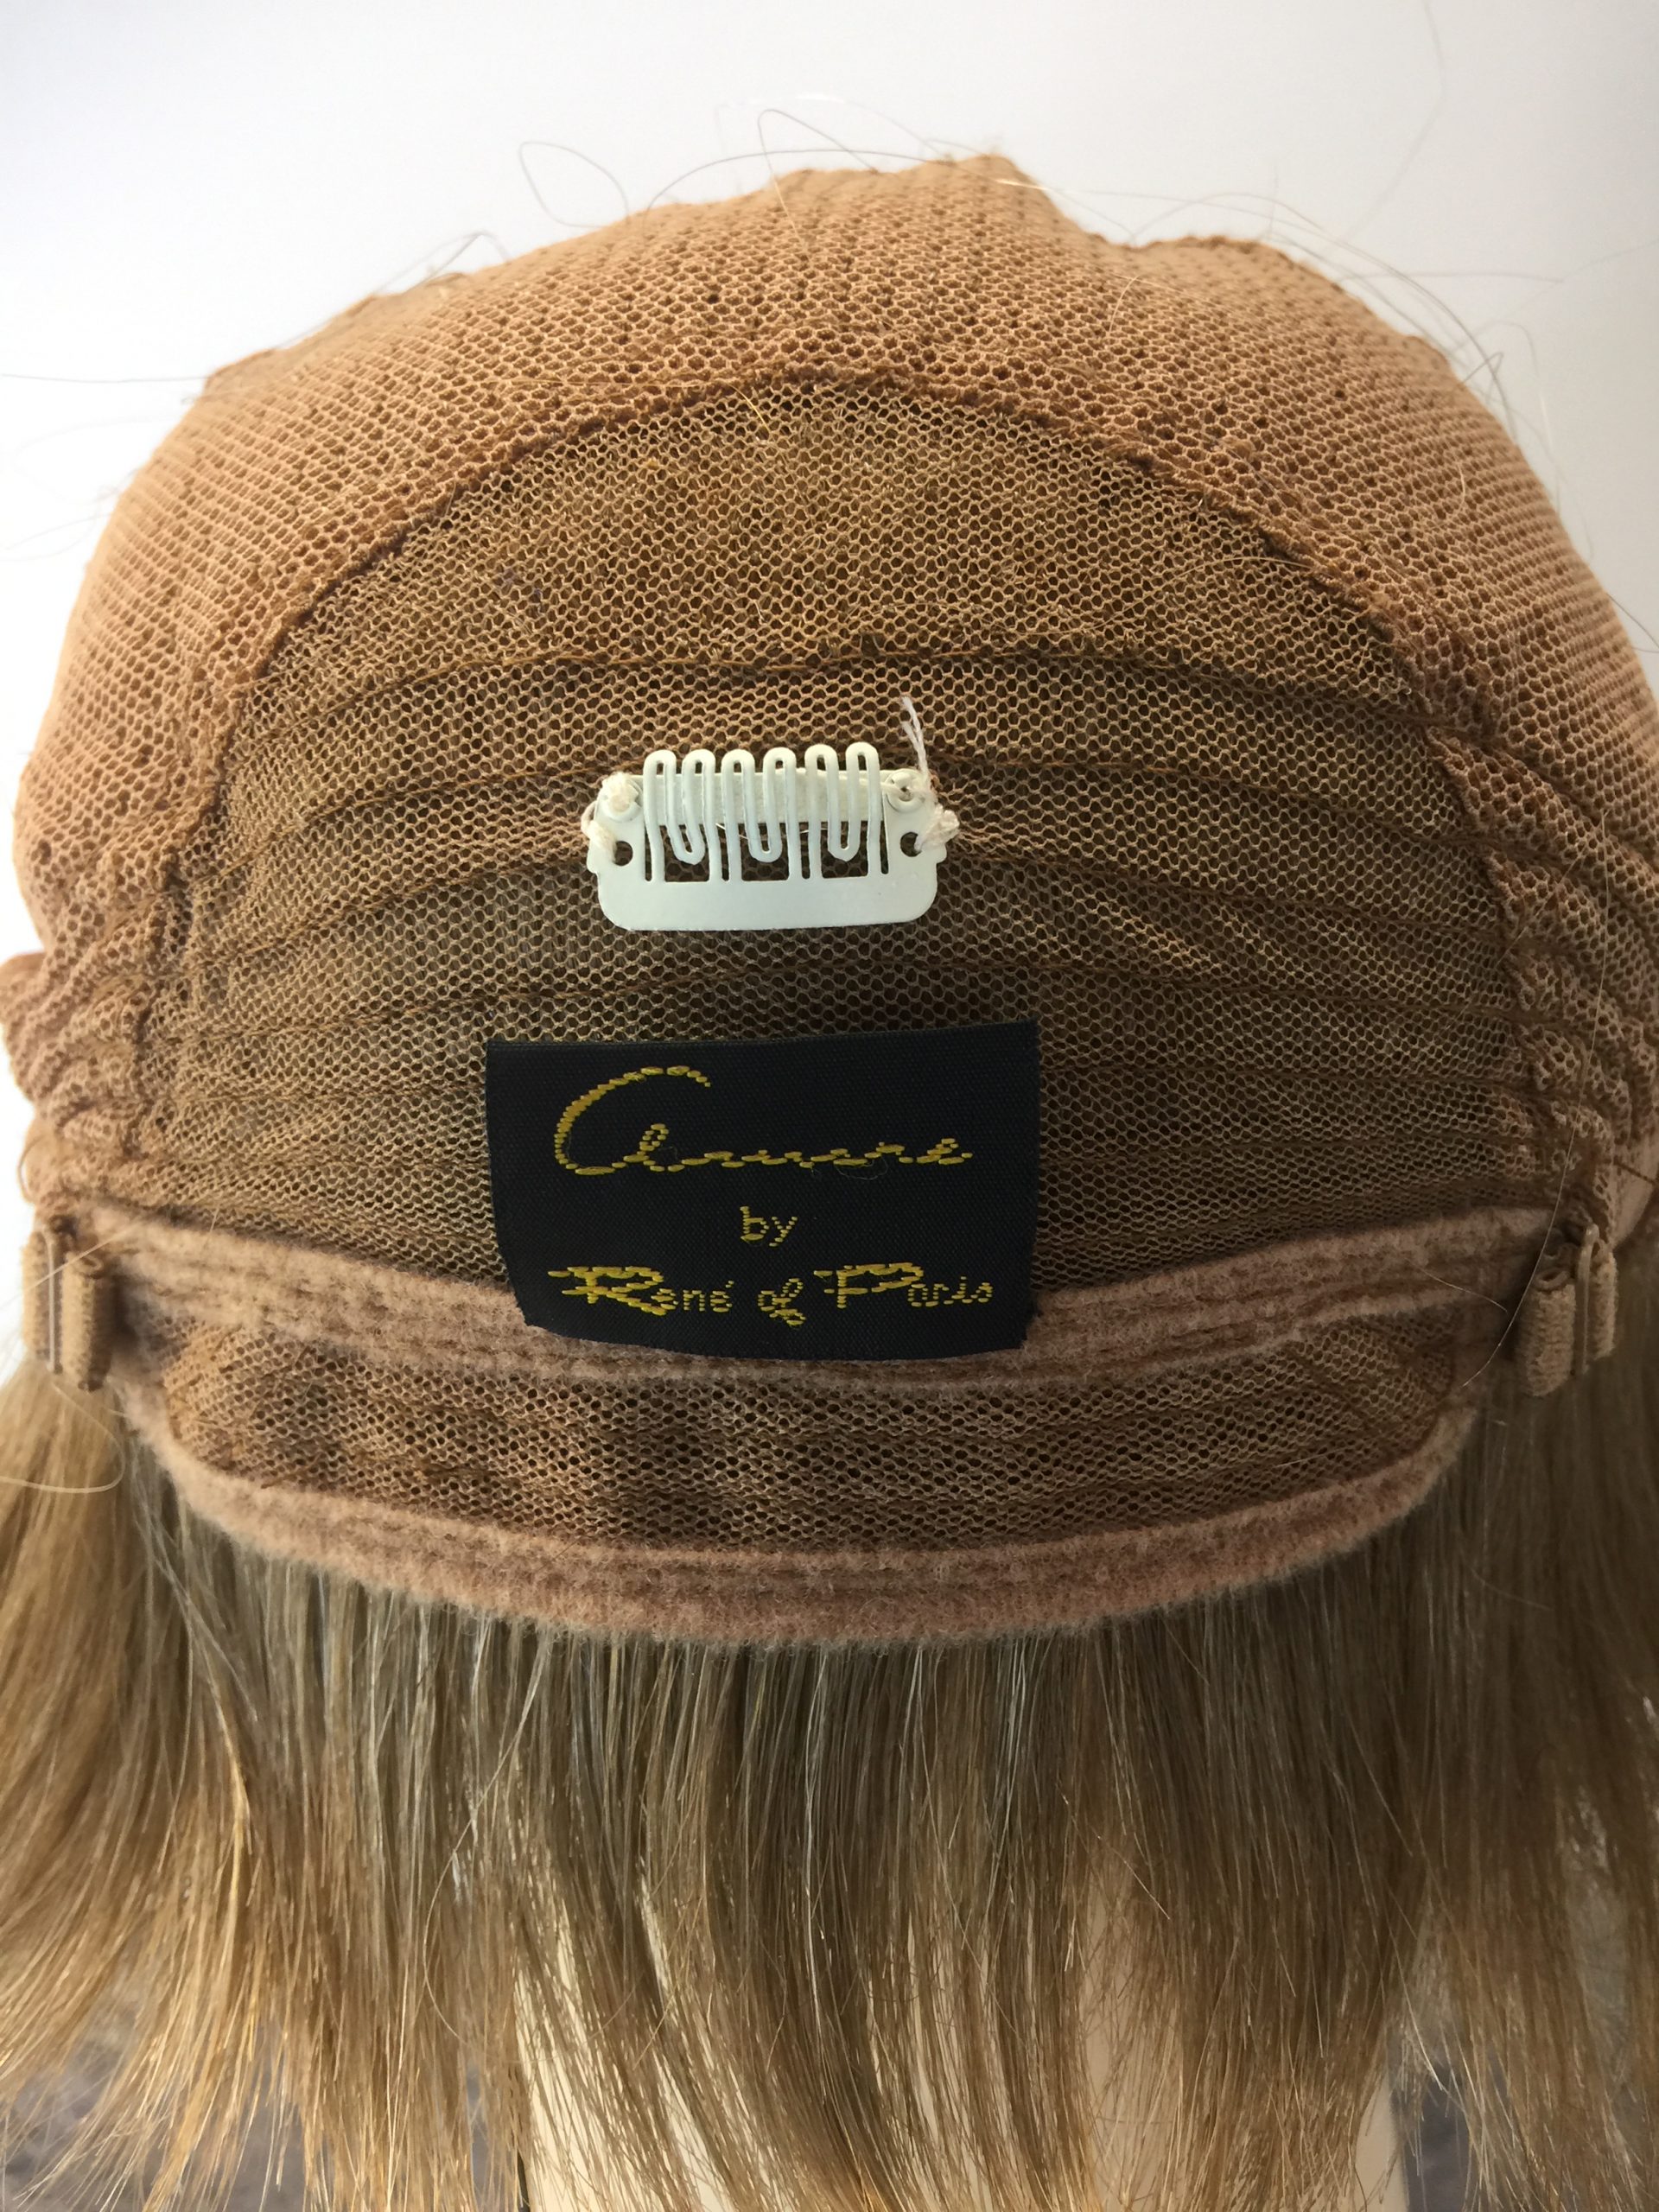 Amore
by
René of Paris